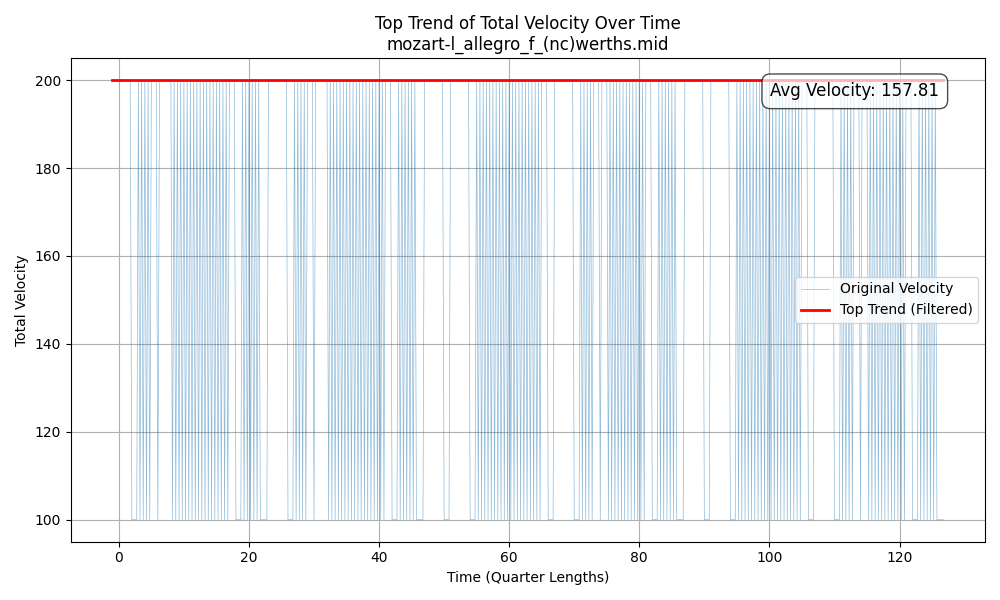 Top Trend of Total Velocity Over Time
mozart-l_allegro_f_(nc)werths.mid
Avg Velocity: 157.81
200
180
160
140
120
100
Total Velocity
Original Velocity
Top Trend (Filtered)
0 20 40 60 80 100 120
Time (Quarter Lengths)